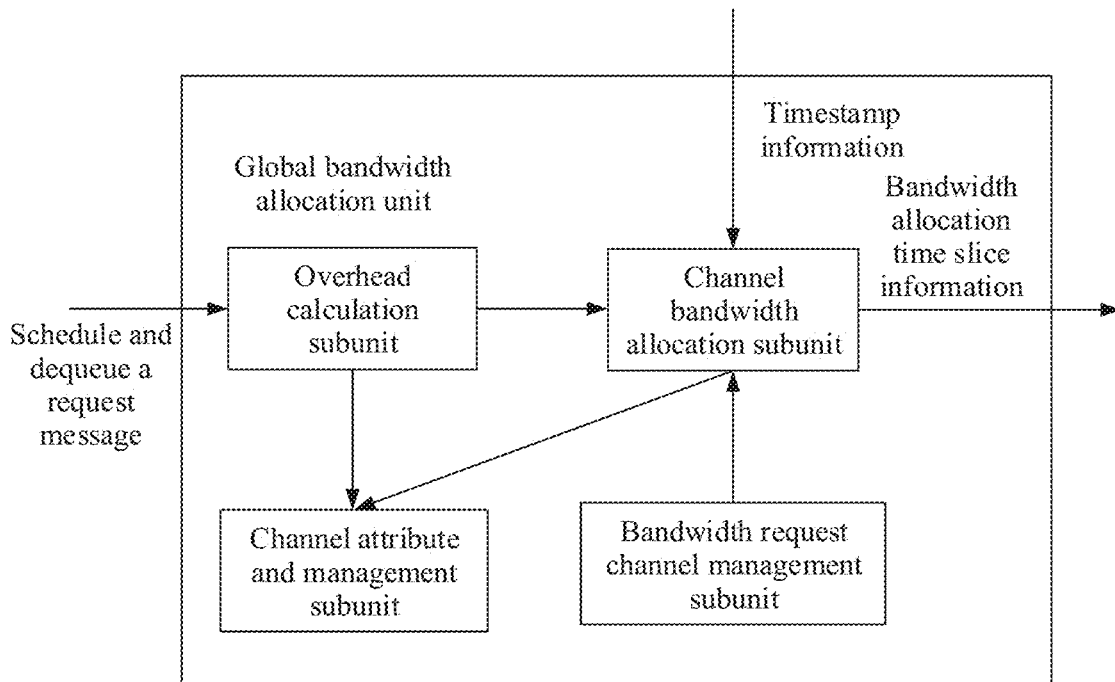 Timestamp
information
Global bandwidth
allocation unit
Bandwidth
allocation
time slice
information
Overhead
calculation
subunit
Channel
bandwidth
allocation subunit
Schedule and
dequeue a
request
message
Channel attribute
and management
subunit
Bandwidth request
channel management
subunit